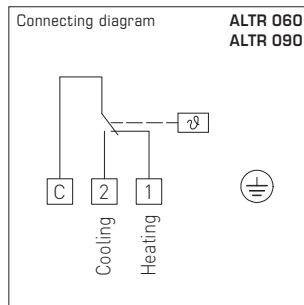 Connecting diagram
ALTR 060
ALTR 090
ϑ
C
2
1
Cooling
Heating